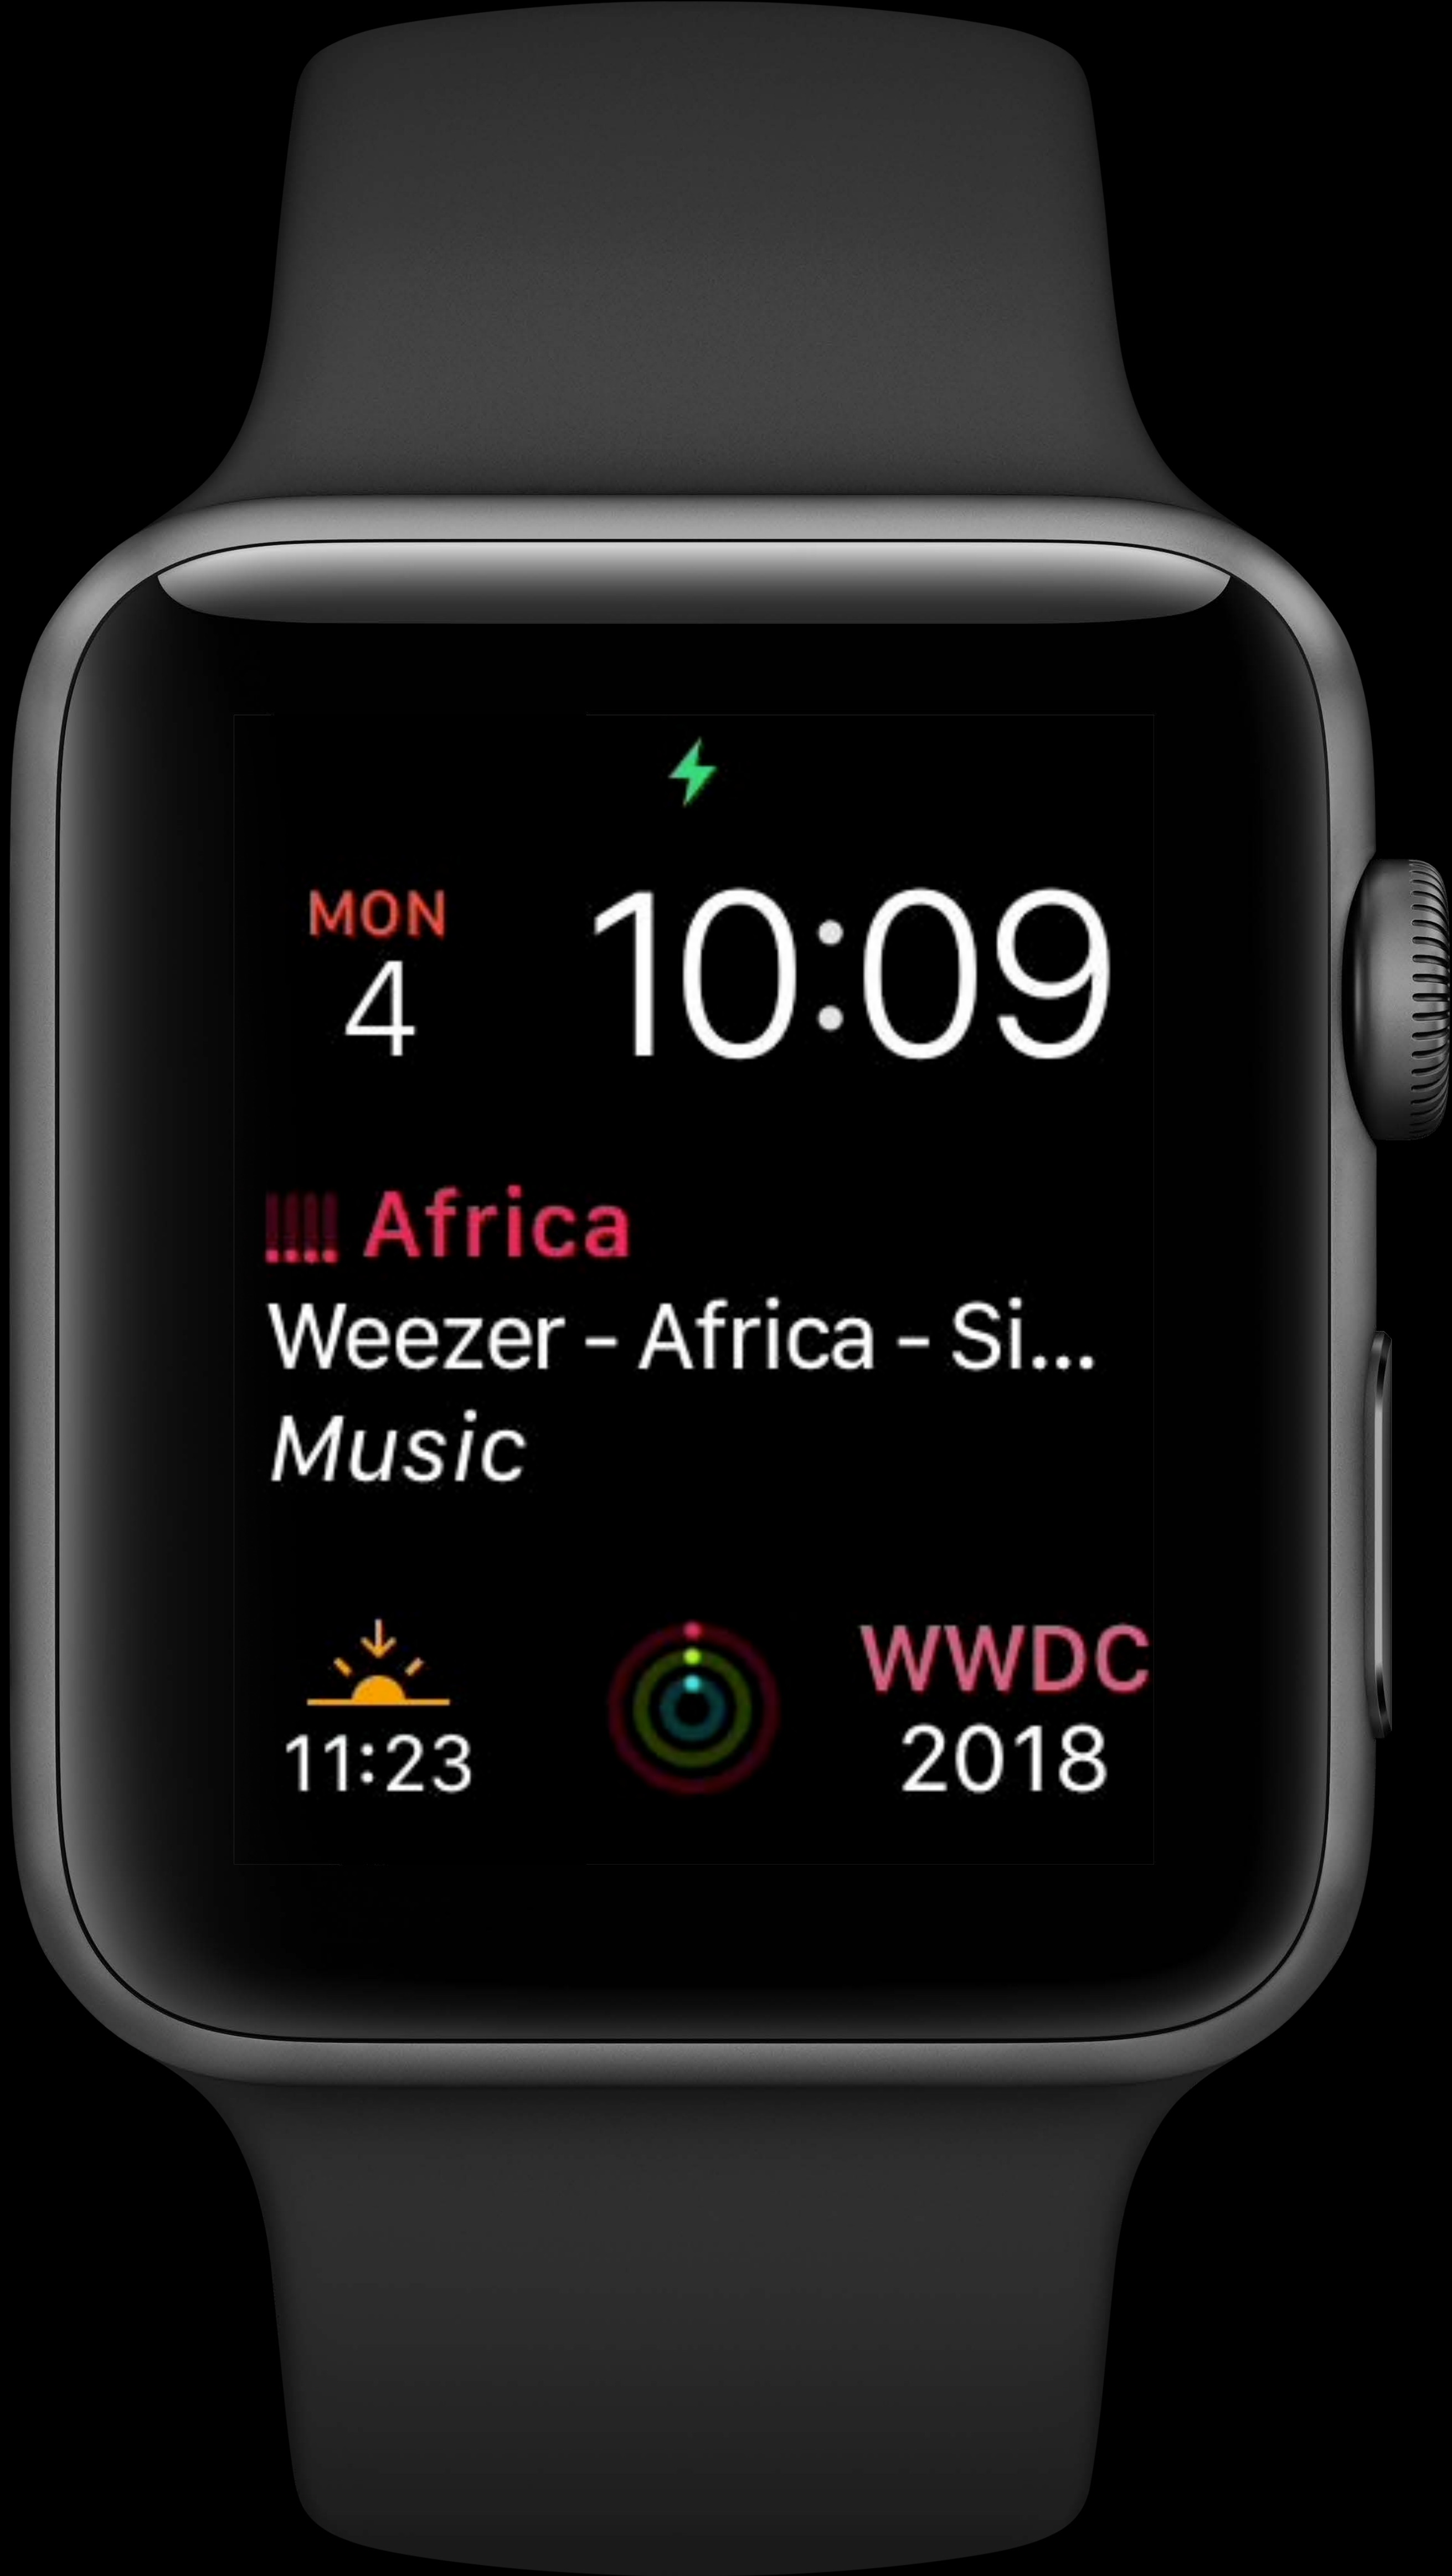 MON
4
10:09
Africa
Weezer - Africa - Si...
Music
11:23
WWDC
2018